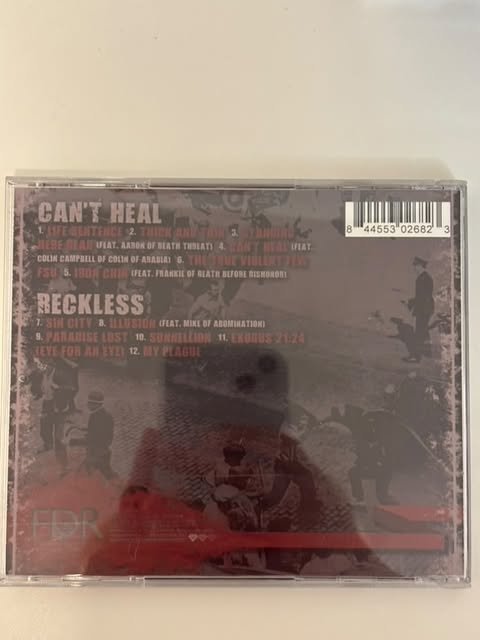 CAN'T HEAL
1. LIFE SENTENCE 2. THICK AND THIN 3. STANDING
HERE DEAD (FEAT. AARON OF DEATH THREAT) 4. CAN'T HEAL (FEAT.
COLIN CAMPBELL OF COLIN OF ARABIA) 6. THE TRUE VIOLENT FEW
FSU 5. IRON CHIN (FEAT. FRANKIE OF DEATH BEFORE DISHONOR)
RECKLESS
7. SIN CITY 8. ILLUSION (FEAT. MIKE OF ABOMINATION)
9. PARADISE LOST 10. 11. EXODUS 21:24
(EYE FOR AN EYE) 12. MY PLAGUE
8 44553 02682 3
FDR